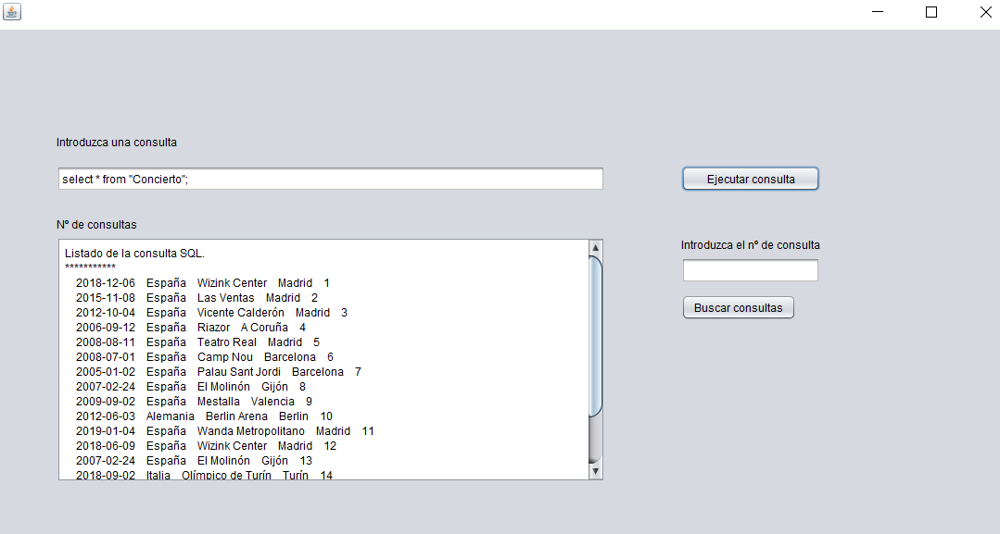 Introduzca una consulta
select * from "Concierto";
Ejecutar consulta
Nº de consultas
Introduzca el nº de consulta
Buscar consultas
Listado de la consulta SQL.
***********
2018-12-06 España Wizink Center Madrid 1
2015-11-08 España Las Ventas Madrid 2
2012-10-04 España Vicente Calderón Madrid 3
2006-09-12 España Riazor A Coruña 4
2008-08-11 España Teatro Real Madrid 5
2008-07-01 España Camp Nou Barcelona 6
2005-01-02 España Palau Sant Jordi Barcelona 7
2007-02-24 España El Molinón Gijón 8
2009-09-02 España Mestalla Valencia 9
2012-06-03 Alemania Berlin Arena Berlin 10
2019-01-04 España Wanda Metropolitano Madrid 11
2018-06-09 España Wizink Center Madrid 12
2007-02-24 España El Molinón Gijón 13
2018-09-02 Italia Olímpico de Turín Turín 14